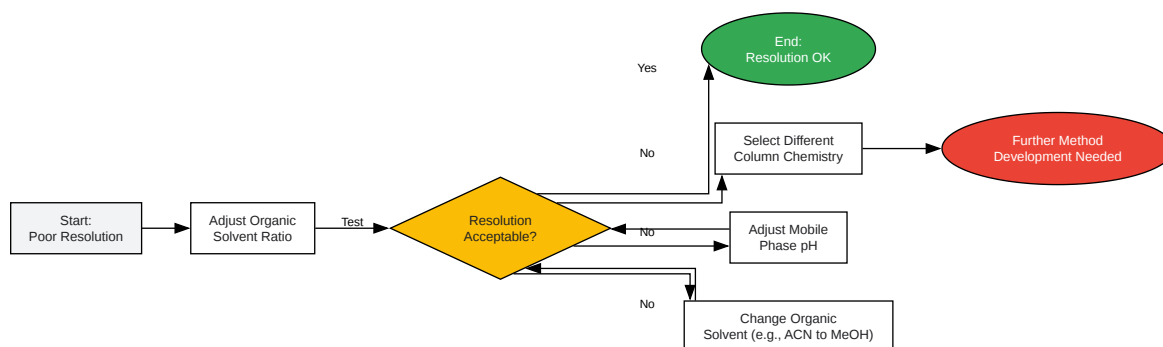 End:
Resolution OK
Yes
No
Select Different
Column Chemistry
Further Method
Development Needed
Start:
Poor Resolution
Adjust Organic
Solvent Ratio
Test
Resolution
Acceptable?
No
Adjust Mobile
Phase pH
No
Change Organic
Solvent (e.g., ACN to MeOH)